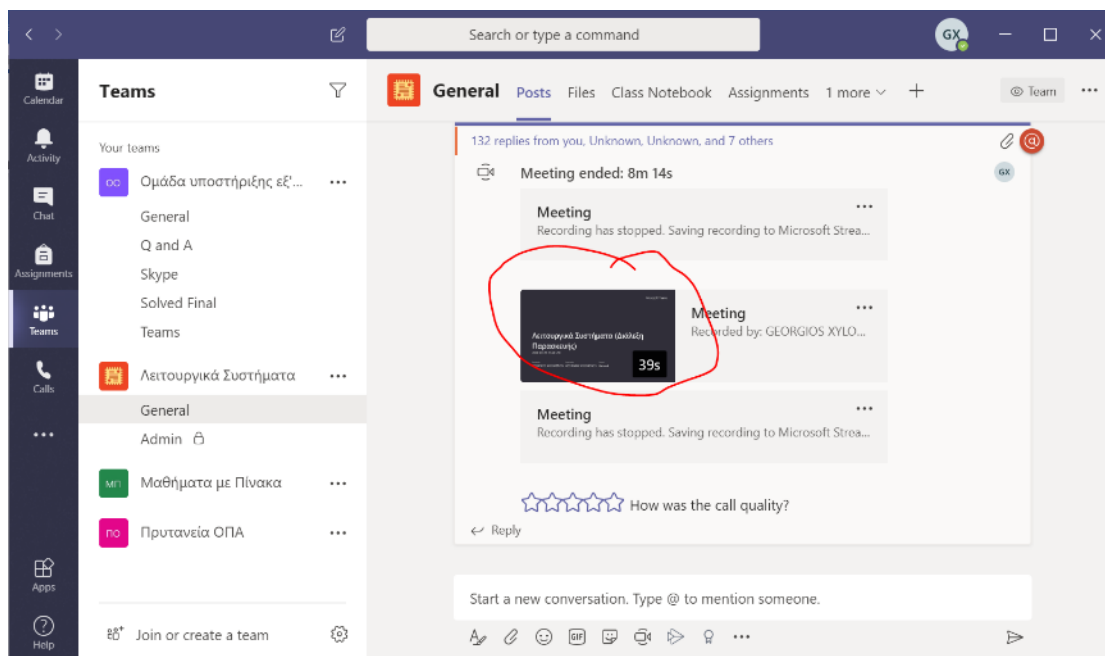 Search or type a command
GX
Calendar
Activity
Chat
Assignments
Teams
Calls
Apps
Help
Teams
Your teams
OC
Ομάδα υποστήριξης εξ'...
General
Q and A
Skype
Solved Final
Teams
Λειτουργικά Συστήματα
General
Admin
ΜΠ
Μαθήματα με Πίνακα
ΠΟ
Πρυτανεία ΟΠΑ
Join or create a team
General Posts Files Class Notebook Assignments 1 more
Team
132 replies from you, Unknown, Unknown, and 7 others
@
Meeting ended: 8m 14s
GX
Meeting
Recording has stopped. Saving recording to Microsoft Strea...
Λειτουργικά Συστήματα (Διάλεξη
Παρασκευής)
39s
Meeting
Recorded by: GEORGIOS XYLO...
Meeting
Recording has stopped. Saving recording to Microsoft Strea...
How was the call quality?
Reply
Start a new conversation. Type @ to mention someone.
GIF